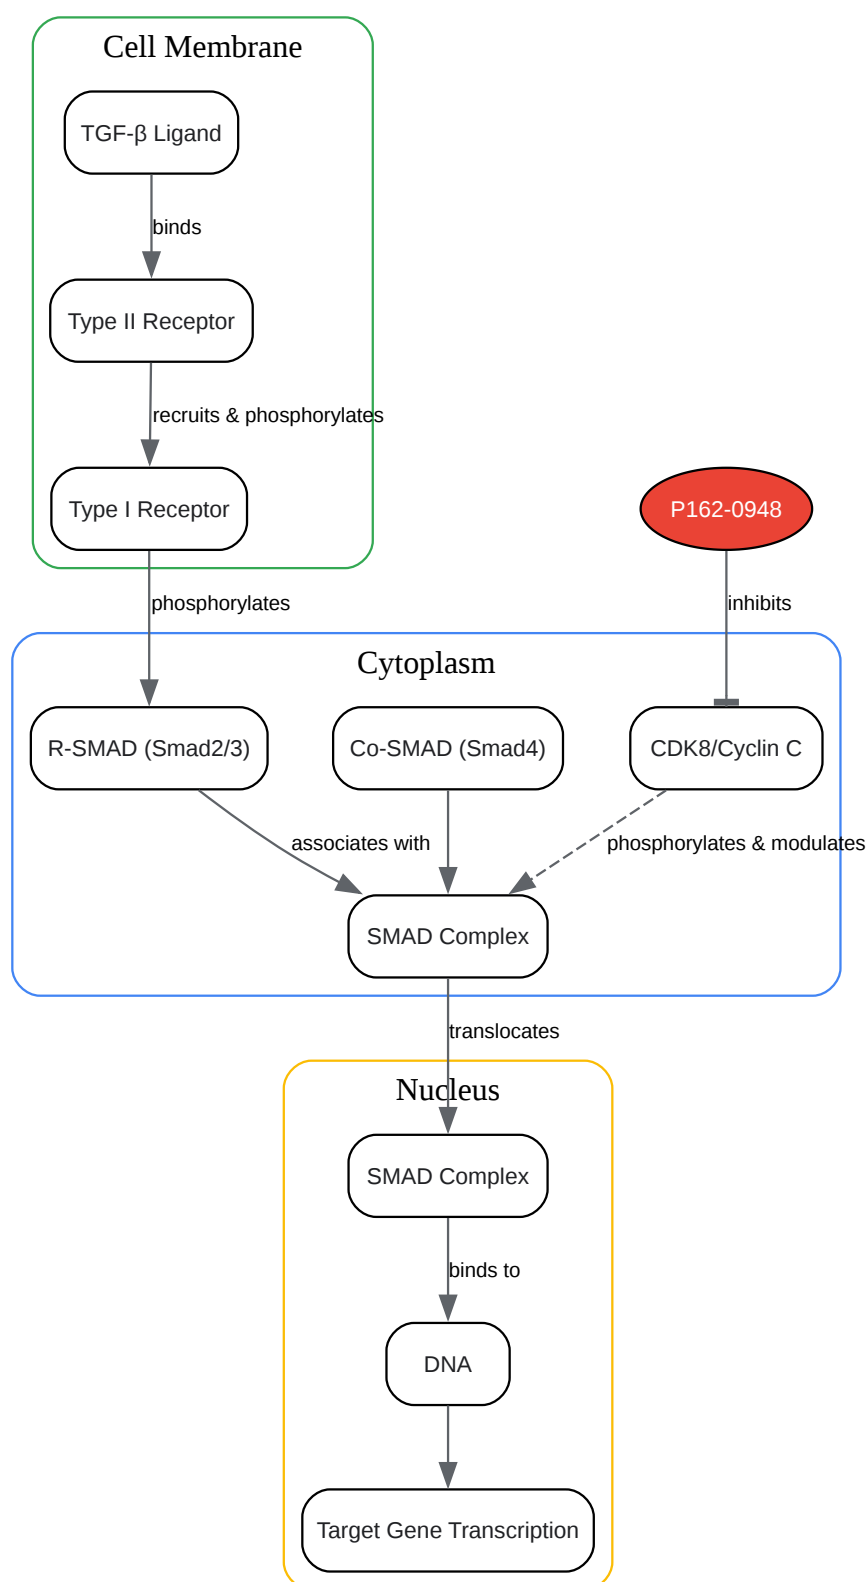 Cell Membrane
TGF-β Ligand
binds
Type II Receptor
recruits & phosphorylates
Type I Receptor
P162-0948
phosphorylates
inhibits
Cytoplasm
R-SMAD (Smad2/3)
Co-SMAD (Smad4)
CDK8/Cyclin C
associates with
phosphorylates & modulates
SMAD Complex
translocates
Nucleus
SMAD Complex
binds to
DNA
Target Gene Transcription